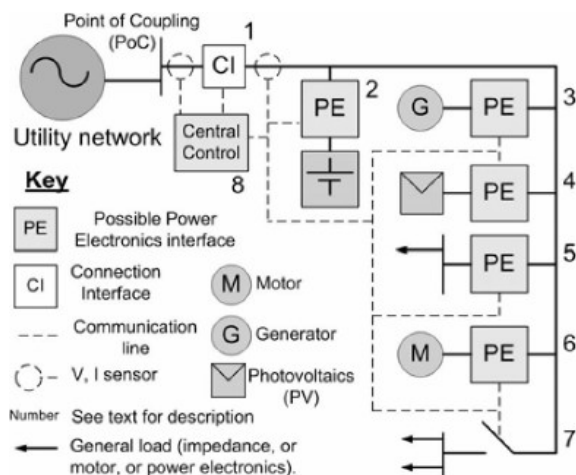 Point of Coupling
(PoC)
1
CI
Utility network
Central
Control
8
PE
2
G
PE
3
PE
4
PE
5
M
PE
6
7
Key
PE
Possible Power
Electronics interface
CI
Connection
Interface
Communication
line
V, I sensor
Number
See text for description
General load (impedance, or
motor, or power electronics).
M
Motor
G
Generator
Photovoltaics
(PV)